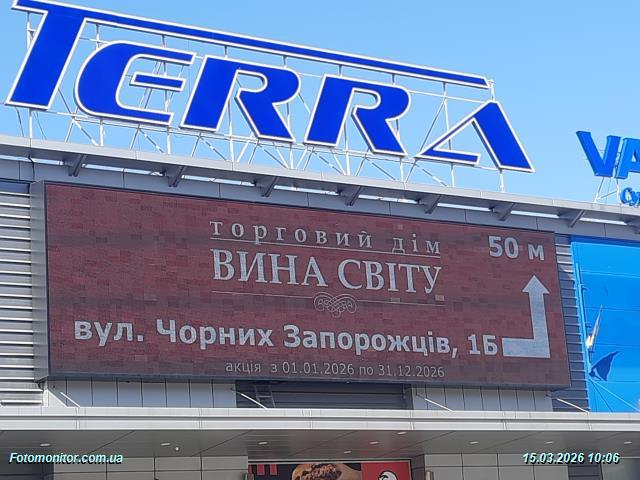 TERRA
VA
торговий дім
50 м
ВИНА СВІТУ
вул. Чорних Запорожців, 1Б
акція з 01.01.2026 по 31.12.2026
Fotomonitor.com.ua
15.03.2026 10:06